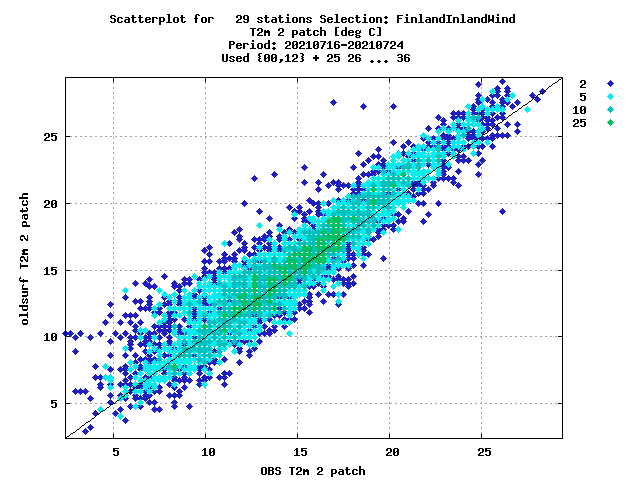 Scatterplot for   29 stations Selection: FinlandInlandWind
T2m 2 patch [deg C]
Period: 20210716-20210724
Used {00,12} + 25 26 ... 36
2
5
10
25
25
20
15
10
5
oldsurf T2m 2 patch
5 10 15 20 25
OBS T2m 2 patch